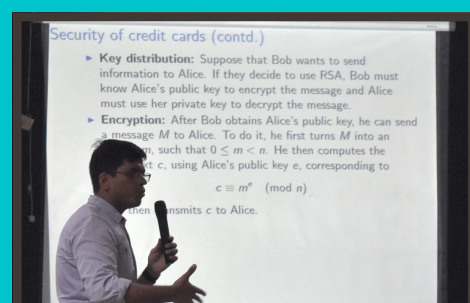 Security of credit cards (contd.)
► Key distribution: Suppose that Bob wants to send
information to Alice. If they decide to use RSA, Bob must
know Alice's public key to encrypt the message and Alice
must use her private key to decrypt the message.
► Encryption: After Bob obtains Alice's public key, he can send
a message M to Alice. To do it, he first turns M into an
m, such that 0 ≤ m < n. He then computes the
c, using Alice's public key e, corresponding to
c ≡ mᵉ (mod n)
then c to Alice.